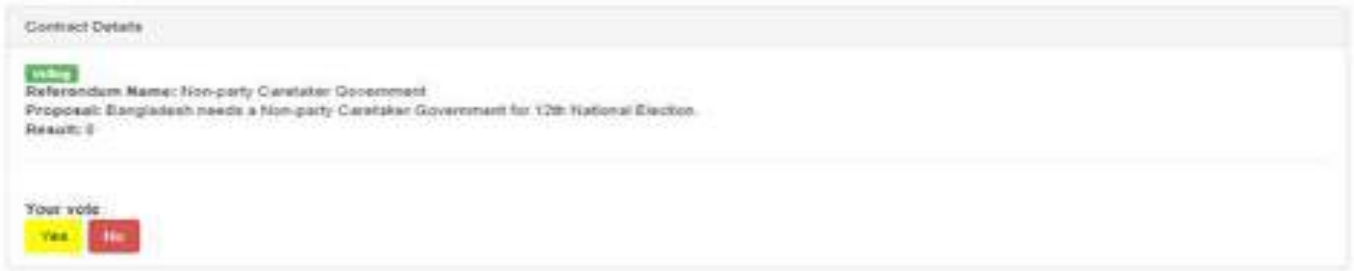 Contract Details
Voting
Referendum Name: Non-party Caretaker Government
Proposal: Bangladesh needs a Non-party Caretaker Government for 12th National Election.
Result: 0
Your vote
Yes No